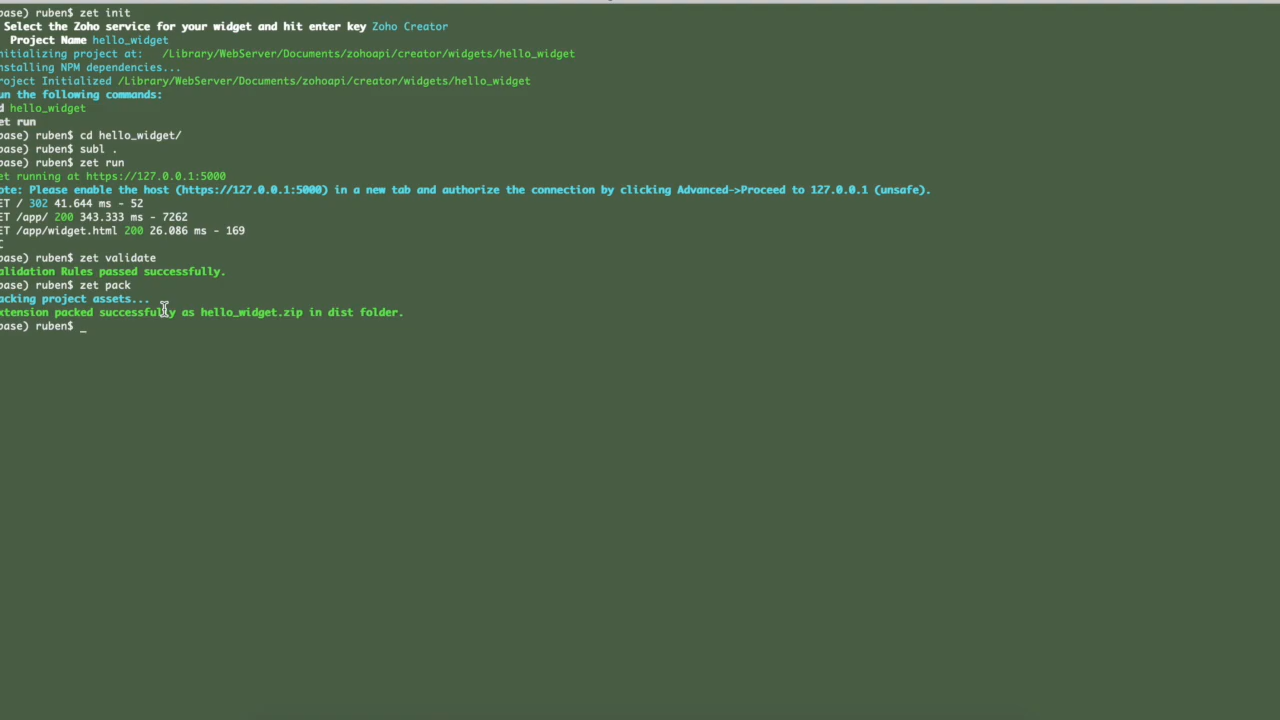 base) ruben$ zet init
Select the Zoho service for your widget and hit enter key Zoho Creator
Project Name hello_widget
nitializing project at: /Library/WebServer/Documents/zohoapi/creator/widgets/hello_widget
nstalling NPM dependencies...
roject Initialized /Library/WebServer/Documents/zohoapi/creator/widgets/hello_widget
un the following commands:
d hello_widget
et run
base) ruben$ cd hello_widget/
base) ruben$ subl .
base) ruben$ zet run
et running at https://127.0.0.1:5000
ote: Please enable the host (https://127.0.0.1:5000) in a new tab and authorize the connection by clicking Advanced->Proceed to 127.0.0.1 (unsafe).
ET / 302 41.644 ms - 52
ET /app/ 200 343.333 ms - 7262
ET /app/widget.html 200 26.086 ms - 169
C
base) ruben$ zet validate
alidation Rules passed successfully.
base) ruben$ zet pack
acking project assets...
xtension packed successfully as hello_widget.zip in dist folder.
base) ruben$ _